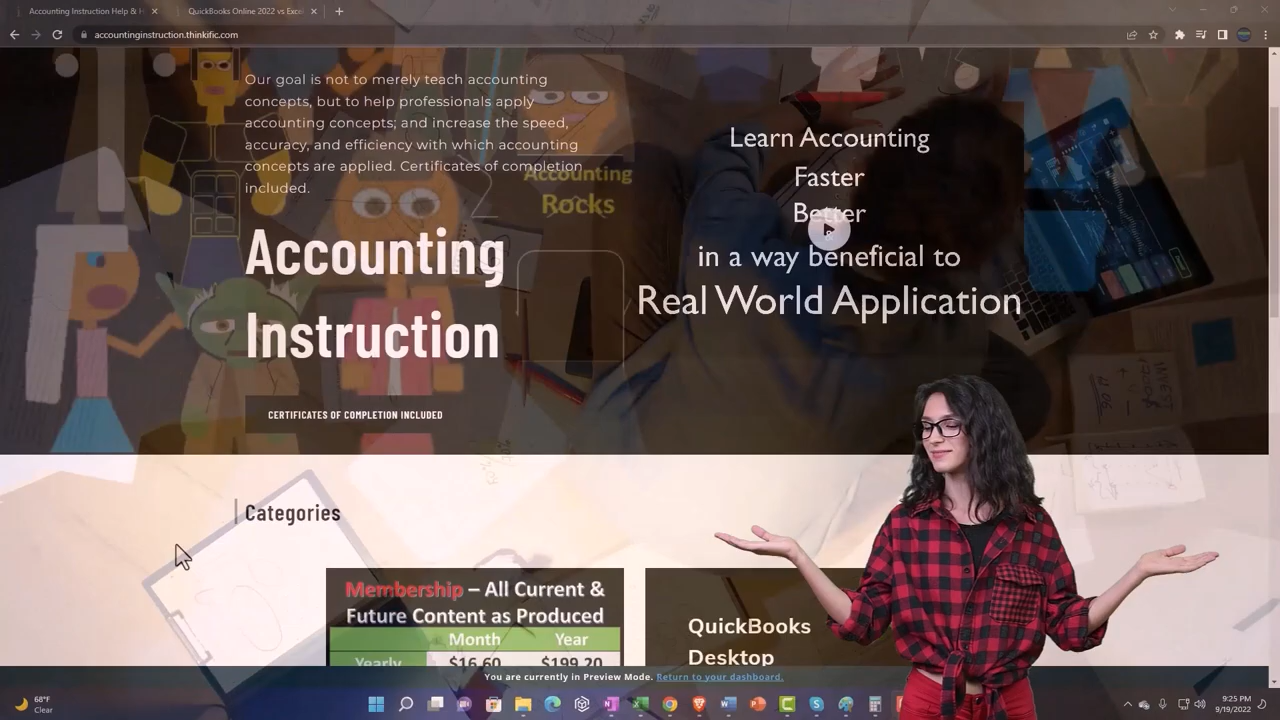 Accounting Instruction Help & H
QuickBooks Online 2022 vs Exce
accountinginstruction.thinkific.com
Our goal is not to merely teach accounting
concepts, but to help professionals apply
accounting concepts; and increase the speed,
accuracy, and efficiency with which accounting
concepts are applied. Certificates of completion
included.
Accounting
Rocks
Accounting
Instruction
CERTIFICATES OF COMPLETION INCLUDED
Learn Accounting
Faster
Better
&
in a way beneficial to
Real World Application
Categories
Membership – All Current &
Future Content as Produced
Month Year
Yearly $16.60 $199.20
QuickBooks
Desktop
You are currently in Preview Mode. Return to your dashboard.
68°F
Clear
9:25 PM
9/19/2022